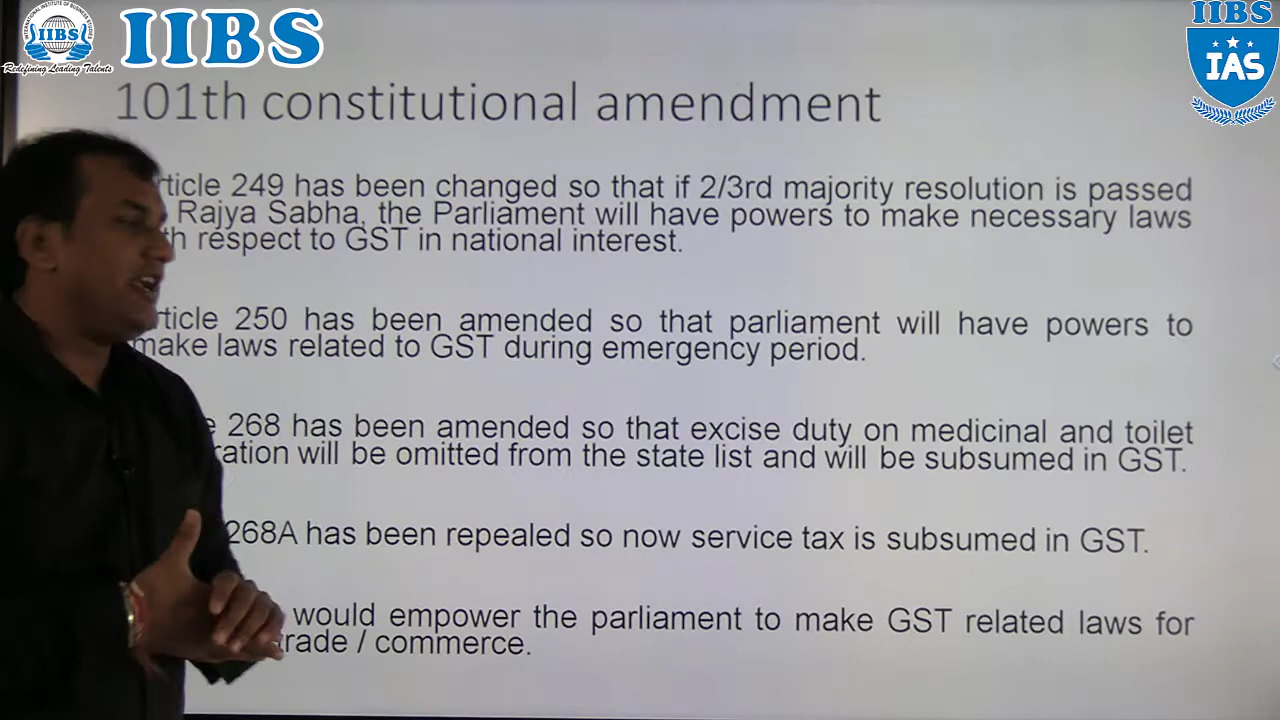 IIBS
IIBS
Redefining Leading Talents
IIBS
IAS
101th constitutional amendment
rticle 249 has been changed so that if 2/3rd majority resolution is passed
Rajya Sabha, the Parliament will have powers to make necessary laws
th respect to GST in national interest.
rticle 250 has been amended so that parliament will have powers to
make laws related to GST during emergency period.
e 268 has been amended so that excise duty on medicinal and toilet
ration will be omitted from the state list and will be subsumed in GST.
268A has been repealed so now service tax is subsumed in GST.
would empower the parliament to make GST related laws for
trade / commerce.